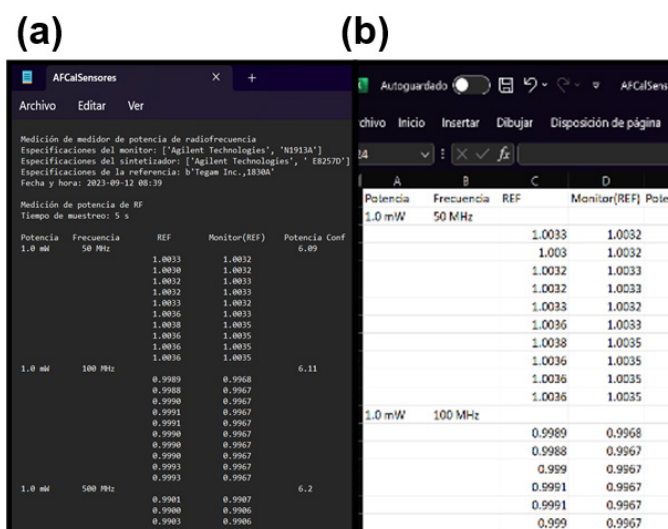 (a)
AFCalSensores × +
Archivo Editar Ver
Medición de medidor de potencia de radiofrecuencia
Especificaciones del monitor: ['Agilent Technologies', 'N1913A']
Especificaciones del sintetizador: ['Agilent Technologies', ' E8257D']
Especificaciones de la referencia: b'Tegam Inc.,1830A'
Fecha y hora: 2023-09-12 08:39
Medición de potencia de RF
Tiempo de muestreo: 5 s
Potencia Frecuencia REF Monitor(REF) Potencia Conf
1.0 mW 50 MHz 6.09
1.0033 1.0032
1.0030 1.0032
1.0032 1.0033
1.0032 1.0033
1.0033 1.0032
1.0036 1.0033
1.0038 1.0035
1.0036 1.0035
1.0036 1.0035
1.0036 1.0035
1.0 mW 100 MHz 6.11
0.9989 0.9968
0.9988 0.9967
0.9990 0.9967
0.9991 0.9967
0.9991 0.9967
0.9990 0.9967
0.9990 0.9967
0.9990 0.9967
0.9993 0.9967
0.9993 0.9967
1.0 mW 500 MHz 6.2
0.9901 0.9907
0.9900 0.9906
0.9903 0.9906
(b)
Autoguardado AFCalSens
chivo Inicio Insertar Dibujar Disposición de página
24 fx
A B C D
Potencia Frecuencia REF Monitor(REF) Pote
1.0 mW 50 MHz
1.0033 1.0032
1.003 1.0032
1.0032 1.0033
1.0032 1.0033
1.0033 1.0032
1.0036 1.0033
1.0038 1.0035
1.0036 1.0035
1.0036 1.0035
1.0036 1.0035
1.0 mW 100 MHz
0.9989 0.9968
0.9988 0.9967
0.999 0.9967
0.9991 0.9967
0.9991 0.9967
0.999 0.9967